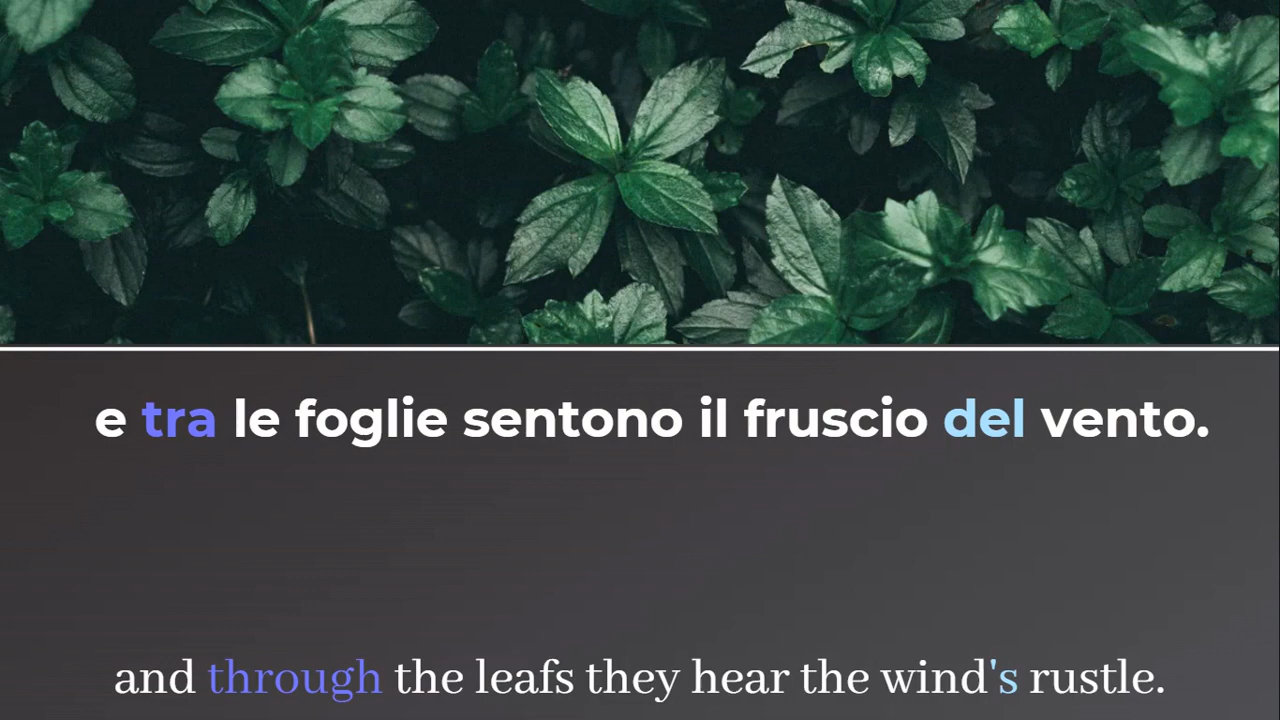 e tra le foglie sentono il fruscio del vento.
and through the leafs they hear the wind's rustle.